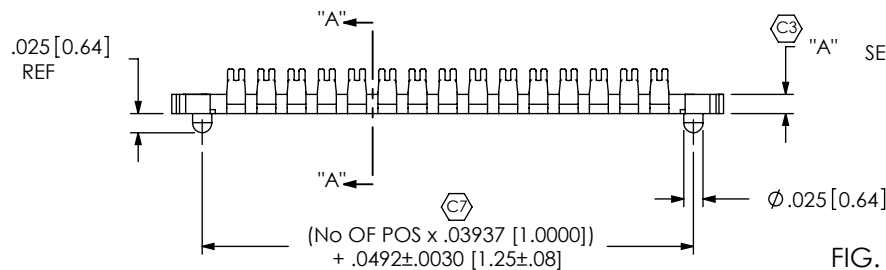 "A"
.025 [0.64]
REF
C3
"A"
SE
"A"
C7
Ø.025 [0.64]
(No OF POS x .03937 [1.0000])
+ .0492±.0030 [1.25±.08]
FIG.